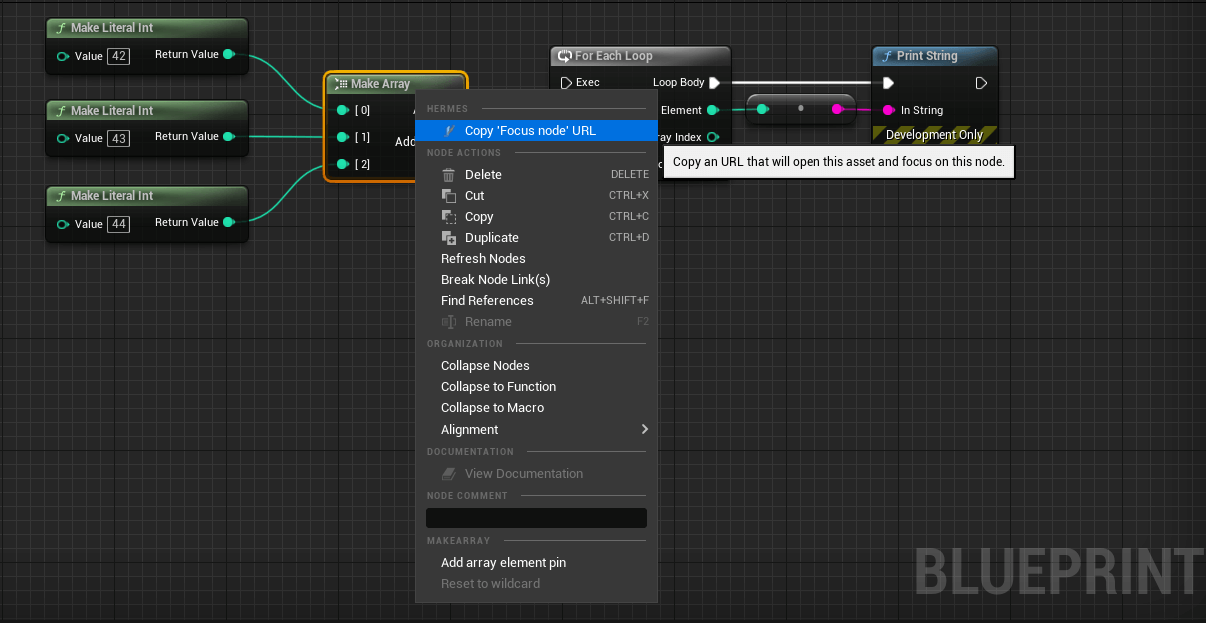 Make Literal Int
Value 42 Return Value
Make Literal Int
Value 43 Return Value
Make Literal Int
Value 44 Return Value
Make Array
[ 0]
[ 1]
Add
[ 2]
For Each Loop
Exec Loop Body
Element
Index
Print String
In String
Development Only
HERMES
Copy 'Focus node' URL
Copy an URL that will open this asset and focus on this node.
NODE ACTIONS
Delete DELETE
Cut CTRL+X
Copy CTRL+C
Duplicate CTRL+D
Refresh Nodes
Break Node Link(s)
Find References ALT+SHIFT+F
Rename F2
ORGANIZATION
Collapse Nodes
Collapse to Function
Collapse to Macro
Alignment
DOCUMENTATION
View Documentation
NODE COMMENT
MAKEARRAY
Add array element pin
Reset to wildcard
BLUEPRINT